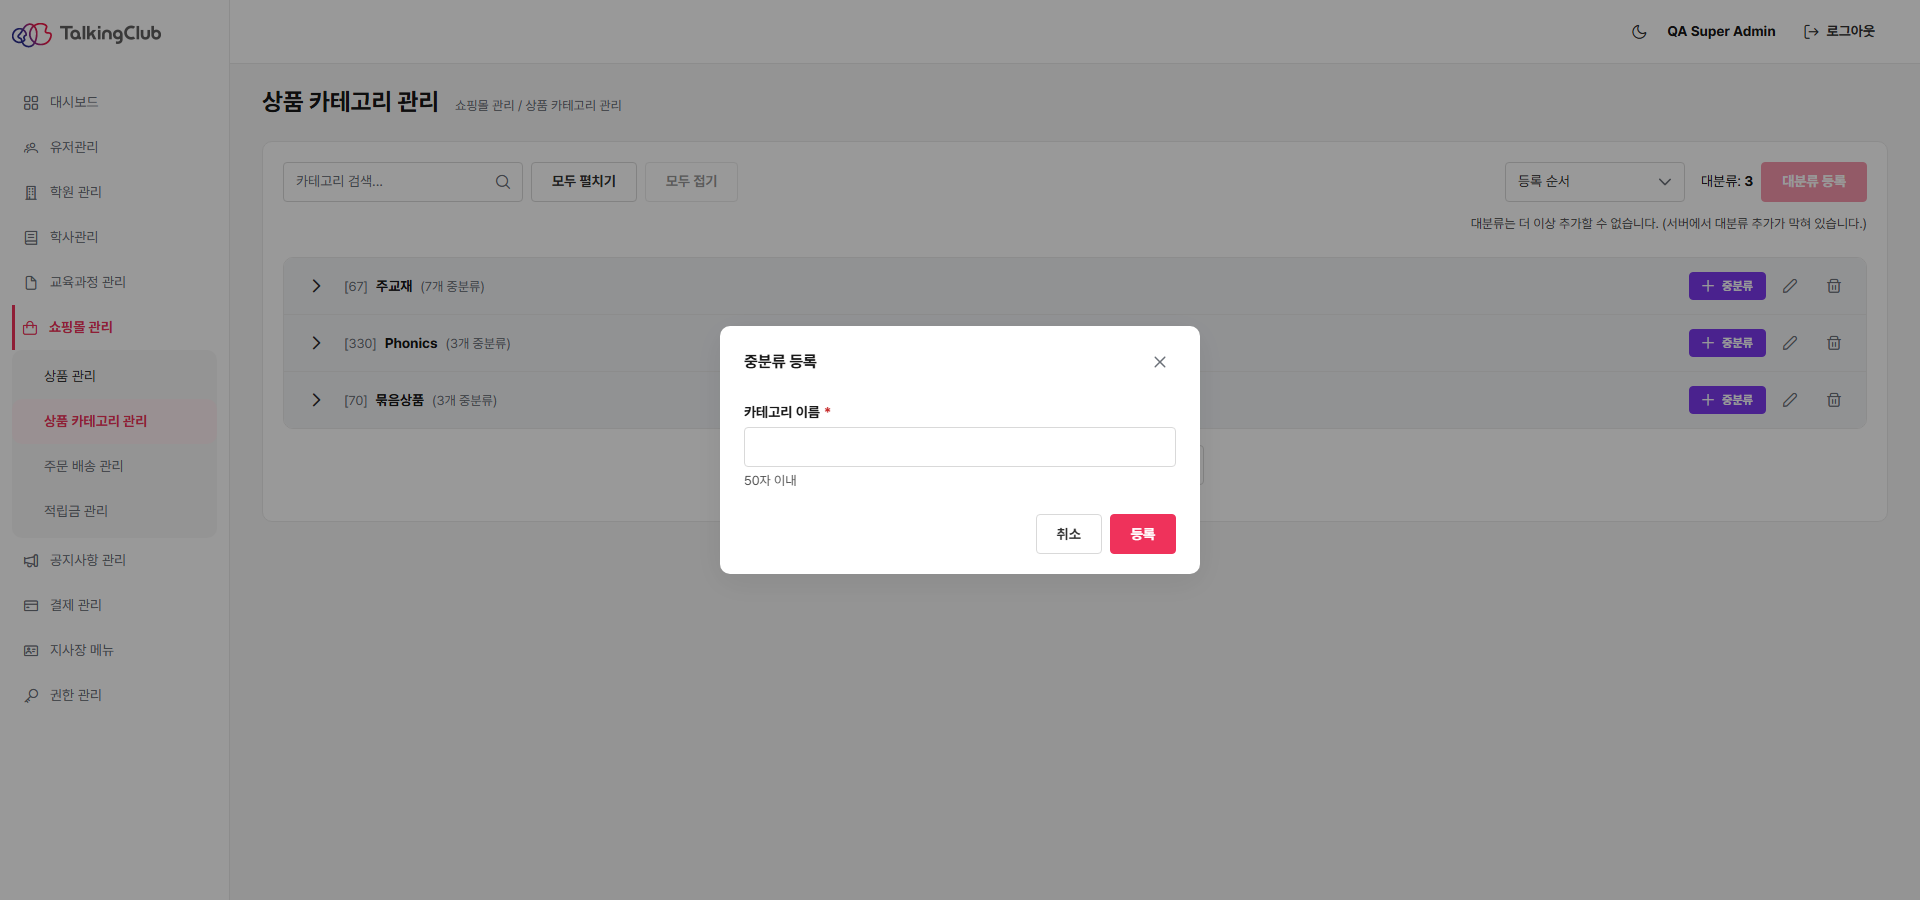 TalkingClub
QA Super Admin
로그아웃
대시보드
유저관리
학원 관리
학사관리
교육과정 관리
쇼핑몰 관리
상품 관리
상품 카테고리 관리
주문 배송 관리
적립금 관리
공지사항 관리
결제 관리
지사장 메뉴
권한 관리
상품 카테고리 관리
쇼핑몰 관리 / 상품 카테고리 관리
카테고리 검색...
모두 펼치기
모두 접기
등록 순서
대분류: 3
대분류 등록
대분류는 더 이상 추가할 수 없습니다. (서버에서 대분류 추가가 막혀 있습니다.)
[67] 주교재 (7개 중분류)
중분류
[330] Phonics (3개 중분류)
중분류
[70] 묶음상품 (3개 중분류)
중분류
중분류 등록
카테고리 이름 *
50자 이내
취소
등록